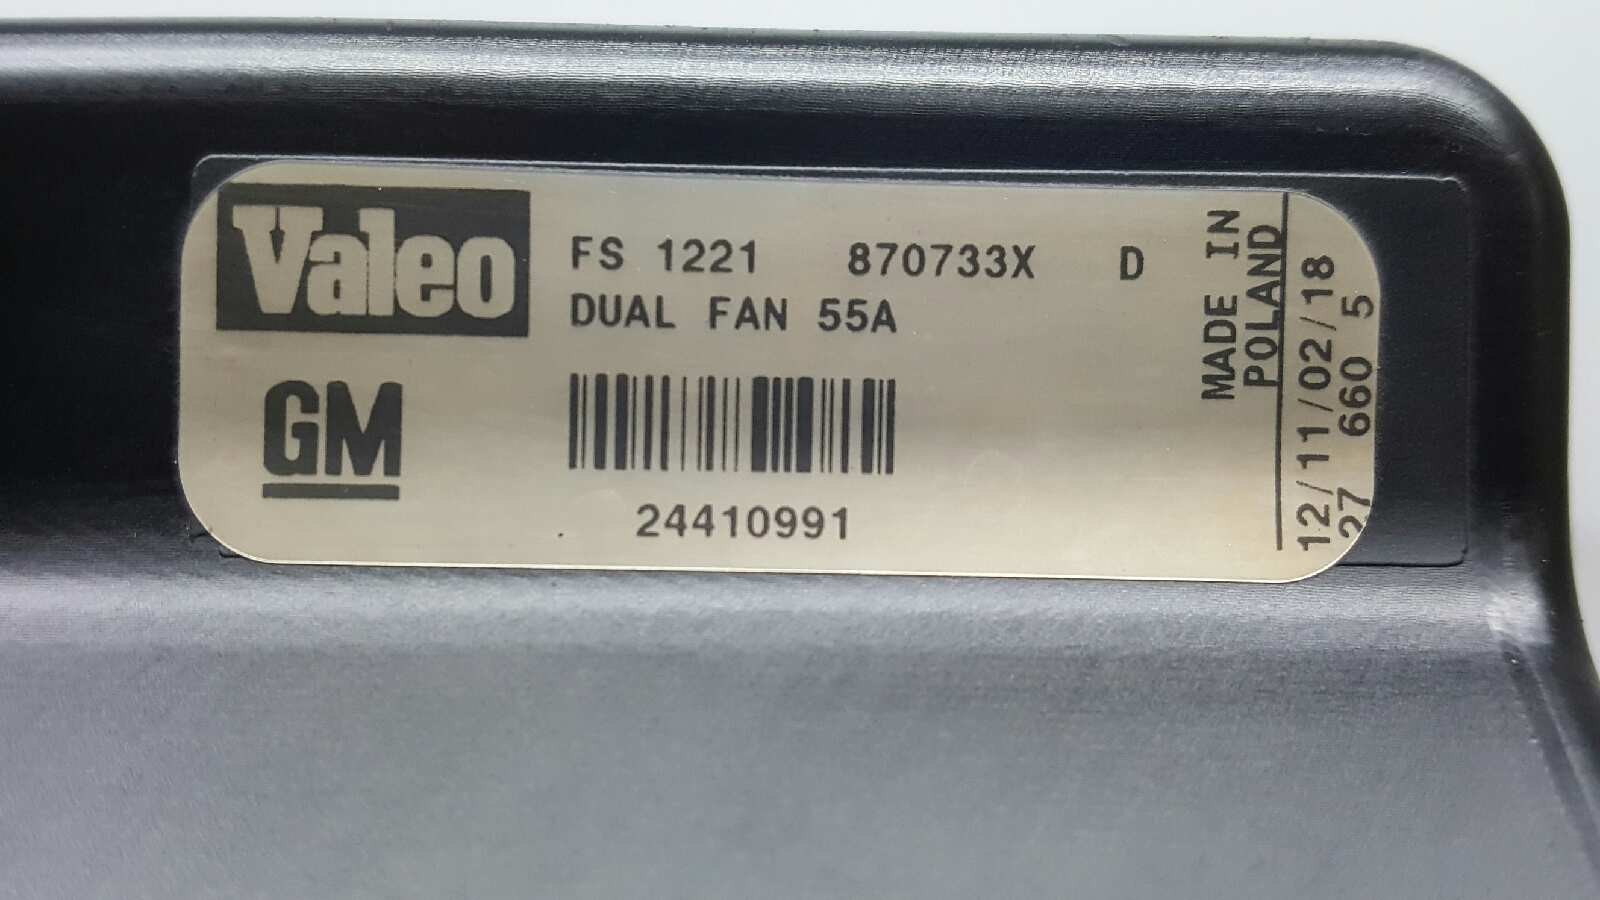 Valeo
FS 1221 870733X D
DUAL FAN 55A
GM
24410991
MADE IN
POLAND
12/11/02/18
27 660 5